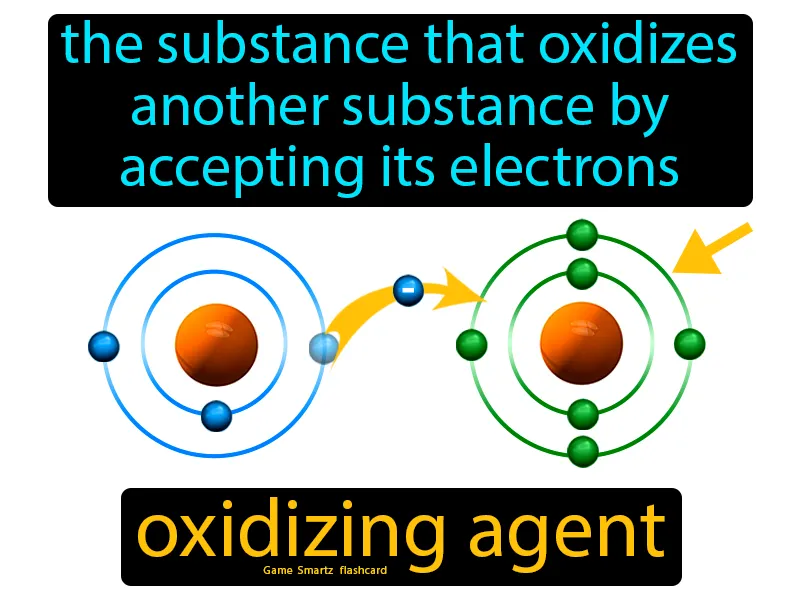 the substance that oxidizes
another substance by
accepting its electrons
-
oxidizing agent
Game Smartz flashcard